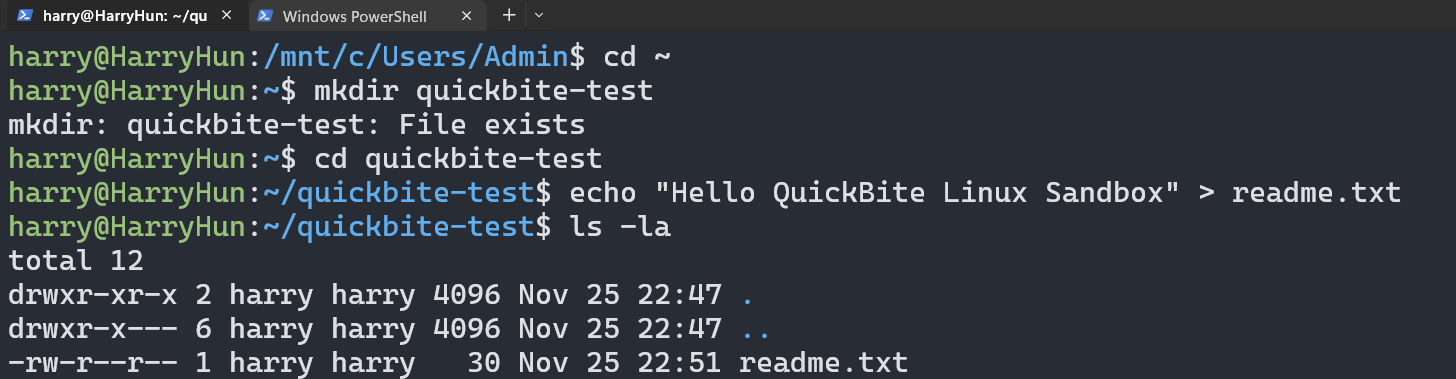 harry@HarryHun: ~/qu × Windows PowerShell ×
harry@HarryHun:/mnt/c/Users/Admin$ cd ~
harry@HarryHun:~$ mkdir quickbite-test
mkdir: quickbite-test: File exists
harry@HarryHun:~$ cd quickbite-test
harry@HarryHun:~/quickbite-test$ echo "Hello QuickBite Linux Sandbox" > readme.txt
harry@HarryHun:~/quickbite-test$ ls -la
total 12
drwxr-xr-x 2 harry harry 4096 Nov 25 22:47 .
drwxr-x--- 6 harry harry 4096 Nov 25 22:47 ..
-rw-r--r-- 1 harry harry   30 Nov 25 22:51 readme.txt